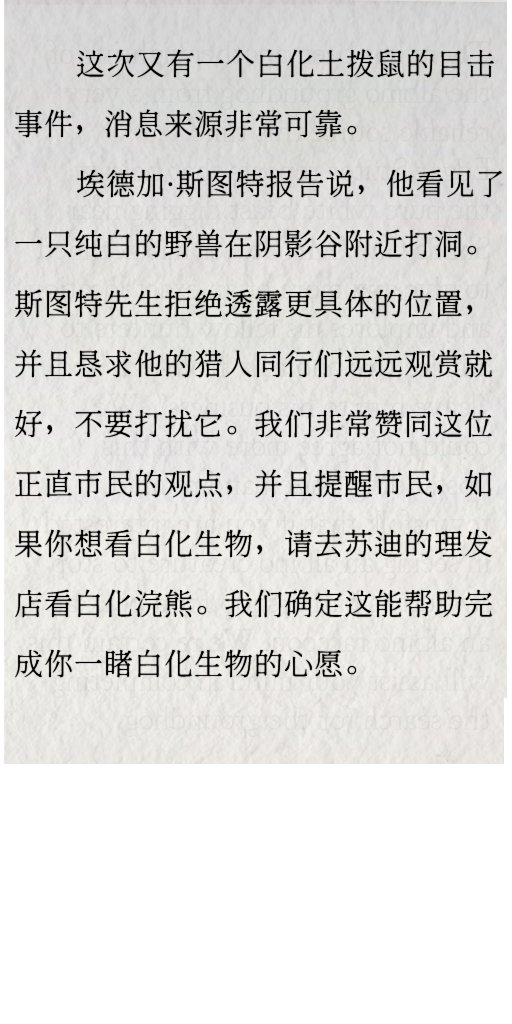 这次又有一个白化土拨鼠的目击
事件，消息来源非常可靠。
埃德加·斯图特报告说，他看见了
一只纯白的野兽在阴影谷附近打洞。
斯图特先生拒绝透露更具体的位置，
并且恳求他的猎人同行们远远观赏就
好，不要打扰它。我们非常赞同这位
正直市民的观点，并且提醒市民，如
果你想看白化生物，请去苏迪的理发
店看白化浣熊。我们确定这能帮助完
成你一睹白化生物的心愿。